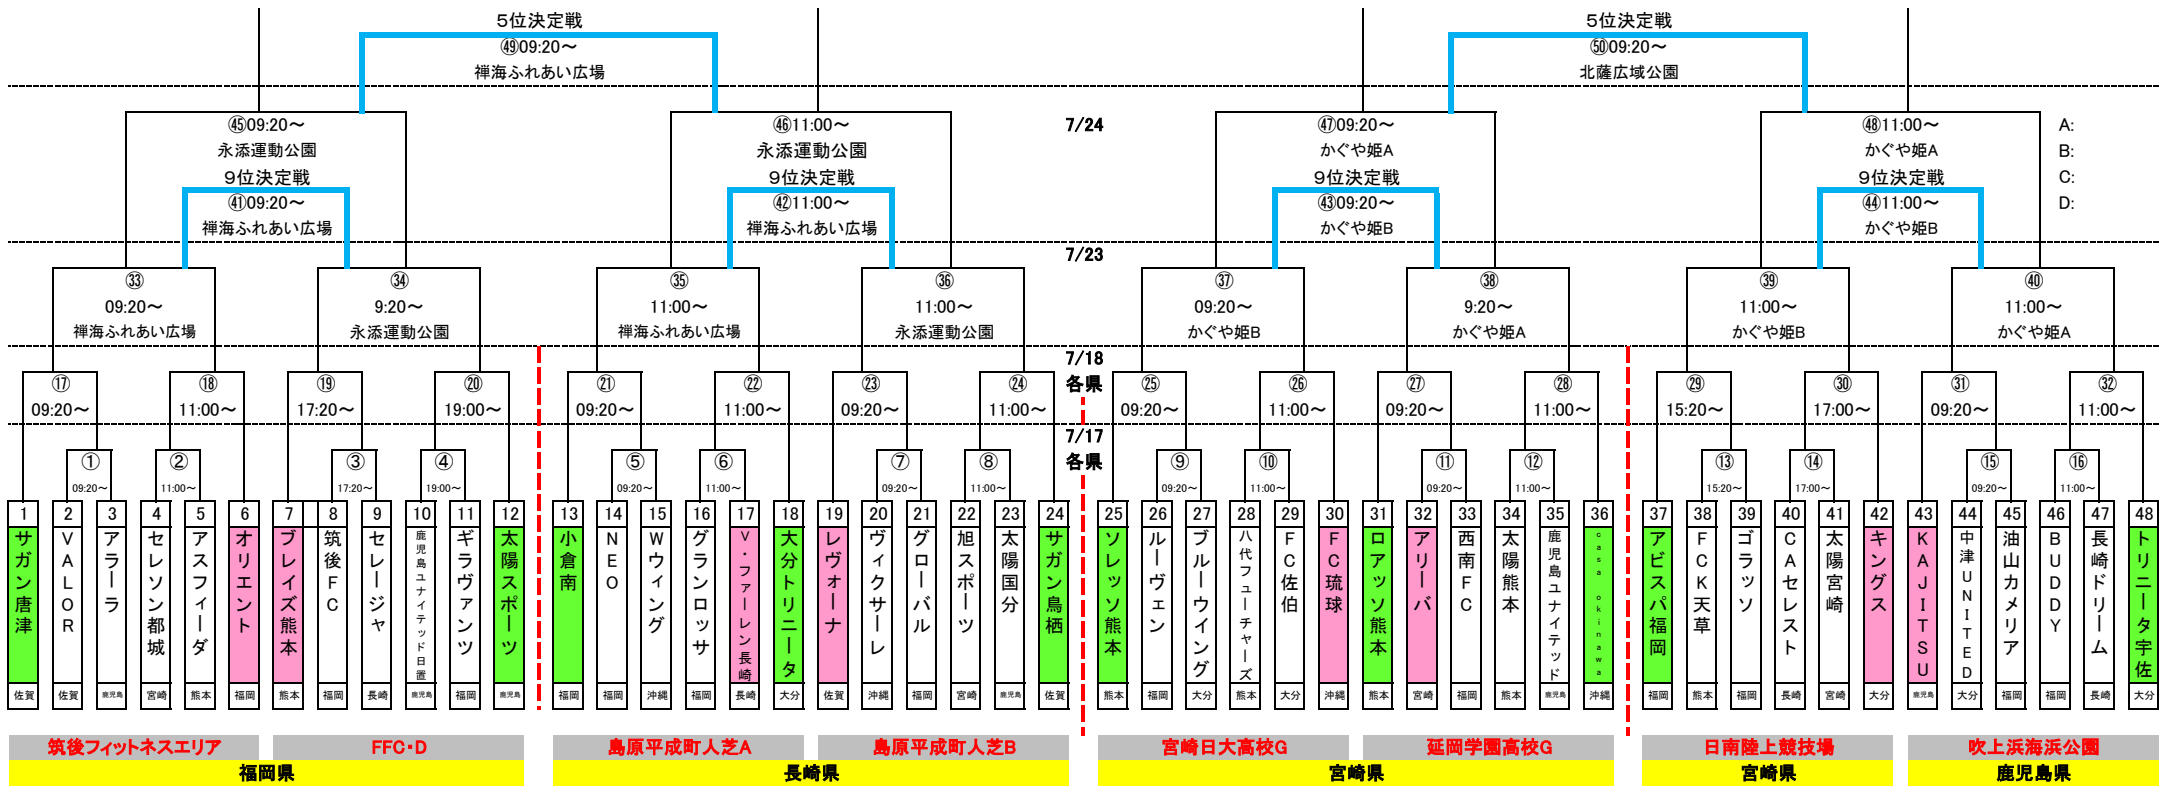 5位決定戦
㊾09:20～
禅海ふれあい広場
5位決定戦
㊿09:20～
北薩広域公園
㊺09:20～
永添運動公園
㊻11:00～
永添運動公園
7/24
㊼09:20～
かぐや姫A
㊽11:00～
かぐや姫A
A:
B:
C:
D:
9位決定戦
㊶09:20～
禅海ふれあい広場
9位決定戦
㊷11:00～
禅海ふれあい広場
9位決定戦
㊸09:20～
かぐや姫B
9位決定戦
㊹11:00～
かぐや姫B
7/23
㉝
09:20～
禅海ふれあい広場
㉞
9:20～
永添運動公園
㉟
11:00～
禅海ふれあい広場
㊱
11:00～
永添運動公園
㊲
09:20～
かぐや姫B
㊳
9:20～
かぐや姫A
㊴
11:00～
かぐや姫B
㊵
11:00～
かぐや姫A
7/18
各県
⑰
09:20～
⑱
11:00～
⑲
17:20～
⑳
19:00～
㉑
09:20～
㉒
11:00～
㉓
09:20～
㉔
11:00～
㉕
09:20～
㉖
11:00～
㉗
09:20～
㉘
11:00～
㉙
15:20～
㉚
17:00～
㉛
09:20～
㉜
11:00～
7/17
各県
①
09:20～
②
11:00～
③
17:20～
④
19:00～
⑤
09:20～
⑥
11:00～
⑦
09:20～
⑧
11:00～
⑨
09:20～
⑩
11:00～
⑪
09:20～
⑫
11:00～
⑬
15:20～
⑭
17:00～
⑮
09:20～
⑯
11:00～
1
サガン唐津
佐賀
2
VALOR
佐賀
3
アラーラ
鹿児島
4
セレソン都城
宮崎
5
アスフィーダ
熊本
6
オリエント
福岡
7
ブレイズ熊本
熊本
8
筑後FC
福岡
9
セレージャ
長崎
10
鹿児島ユナイテッド日置
鹿児島
11
ギラヴァンツ
福岡
12
太陽スポーツ
鹿児島
13
小倉南
福岡
14
NEO
福岡
15
Wウィング
沖縄
16
グランロッサ
福岡
17
V・ファーレン長崎
長崎
18
大分トリニータ
大分
19
レヴォーナ
佐賀
20
ヴィクサーレ
沖縄
21
グローバル
福岡
22
旭スポーツ
宮崎
23
太陽国分
鹿児島
24
サガン鳥栖
佐賀
25
ソレッソ熊本
熊本
26
ルーヴェン
福岡
27
ブルーウイング
大分
28
八代フューチャーズ
熊本
29
FC佐伯
大分
30
FC琉球
沖縄
31
ロアッソ熊本
熊本
32
アリーバ
宮崎
33
西南FC
福岡
34
太陽熊本
熊本
35
鹿児島ユナイテッド
鹿児島
36
casa okinawa
沖縄
37
アビスパ福岡
福岡
38
FCK天草
熊本
39
ゴラッソ
福岡
40
CAセレスト
長崎
41
太陽宮崎
宮崎
42
キングス
大分
43
KAJITSU
鹿児島
44
中津UNITED
大分
45
油山カメリア
福岡
46
BUDDY
福岡
47
長崎ドリーム
長崎
48
トリニータ宇佐
大分
筑後フィットネスエリア
FFC・D
島原平成町人芝A
島原平成町人芝B
宮崎日大高校G
延岡学園高校G
日南陸上競技場
吹上浜海浜公園
福岡県
長崎県
宮崎県
宮崎県
鹿児島県